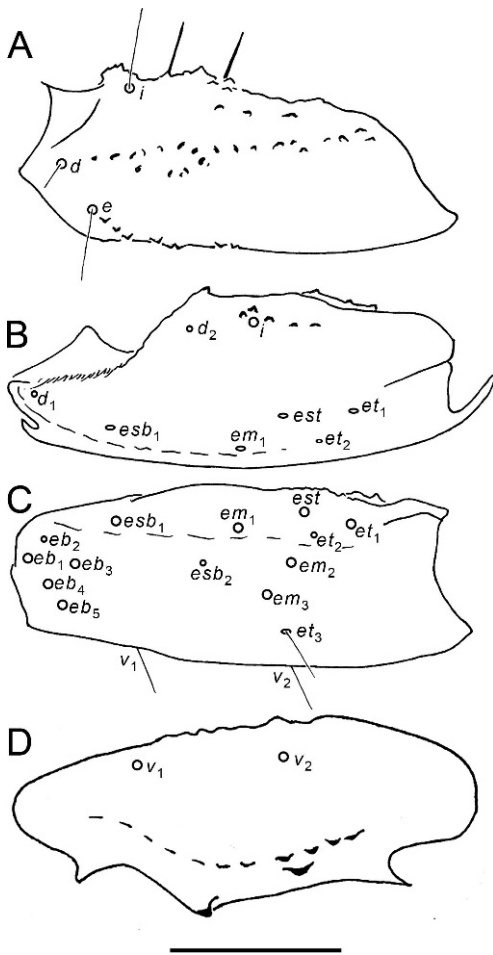 A
i
d
e
B
d2
i
d1
est
et1
esb1
em1
et2
C
est
esb1
em1
et1
eb2
et2
eb1
eb3
esb2
em2
eb4
em3
eb5
et3
v1
v2
D
v1
v2